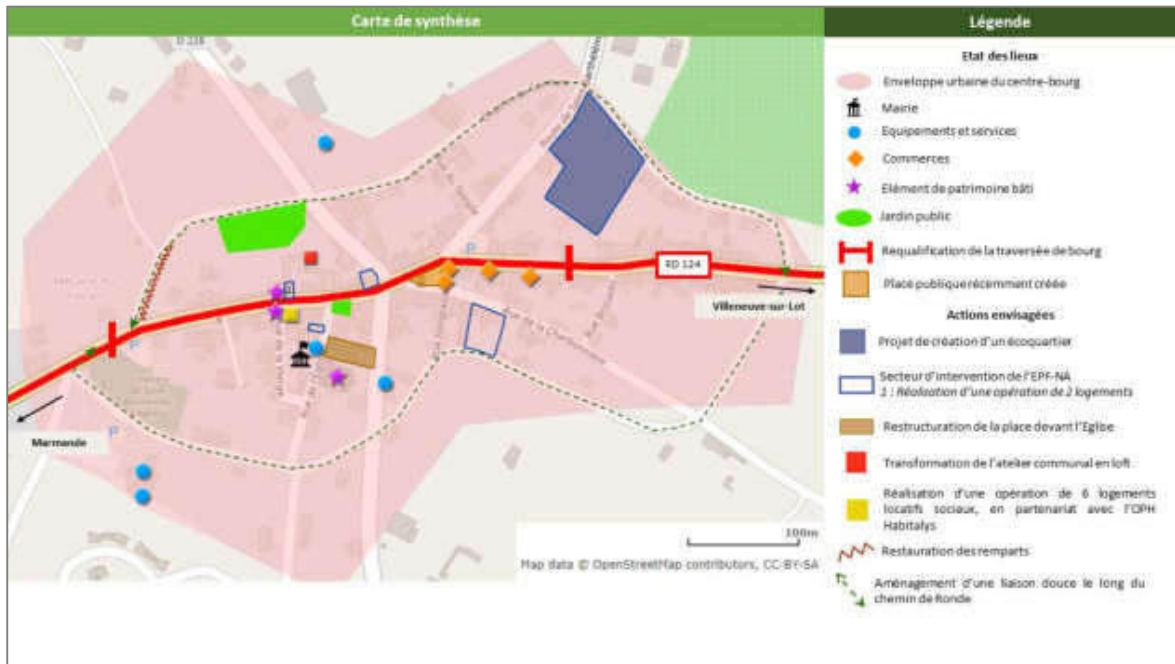 Carte de synthèse
Légende
Etat des lieux
Enveloppe urbaine du centre-bourg
Mairie
Equipements et services
Commerces
Elément de patrimoine bâti
Jardin public
Requalification de la traversée de bourg
Place publique récemment créée
Actions envisagées
Projet de création d'un écoquartier
Secteur d'intervention de l'EPF-NA
1 : Réalisation d'une opération de 2 logements
Restructuration de la place devant l'Eglise
Transformation de l'atelier communal en loft
Réalisation d'une opération de 6 logements
locatifs sociaux, en partenariat avec l'OPH
Habitalys
Restauration des remparts
Aménagement d'une liaison douce le long du
chemin de Ronde
RD 124
Villeneuve-sur-Lot
Marmande
P
P
P
100m
Map data © OpenStreetMap contributors, CC-BY-SA